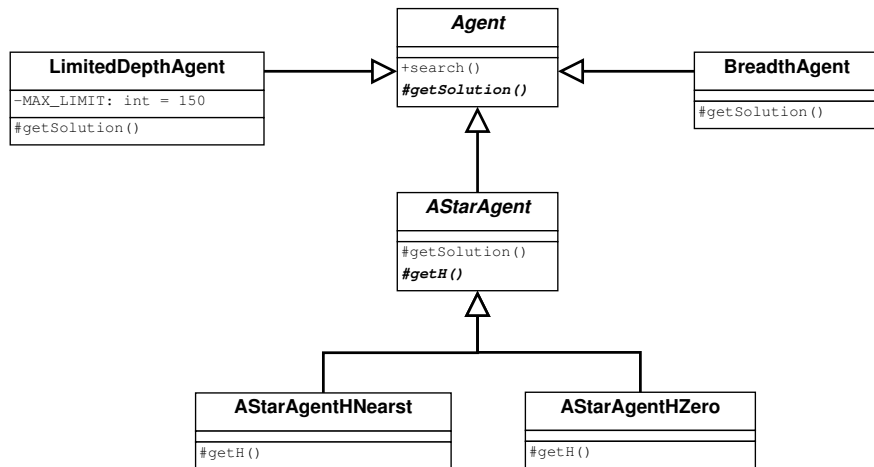 Agent
+search()
#getSolution()
LimitedDepthAgent
-MAX_LIMIT: int = 150
#getSolution()
BreadthAgent
#getSolution()
AStarAgent
#getSolution()
#getH()
AStarAgentHNearst
#getH()
AStarAgentHZero
#getH()